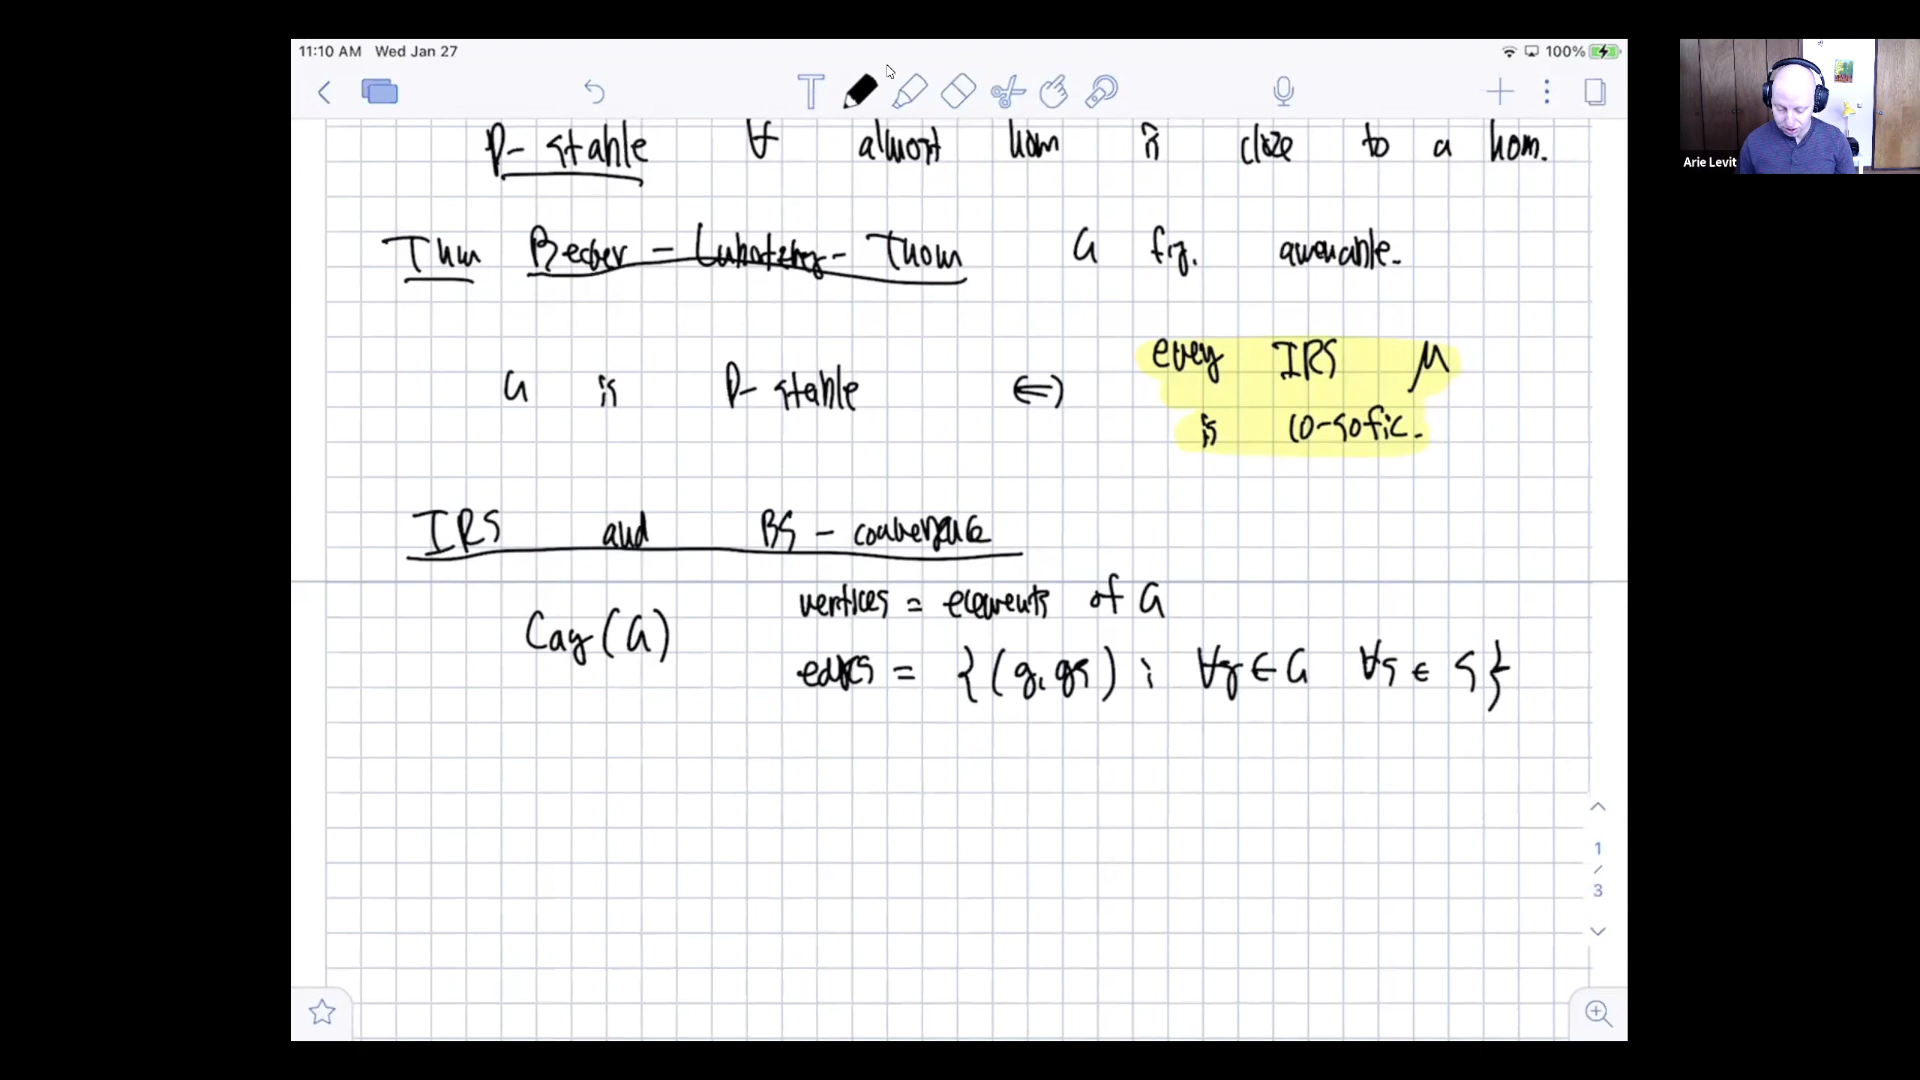 11:10 AM Wed Jan 27
100%
P-stable ∀ almost hom is close to a hom.
Thm Becker - Lubotzky - Thom G f.g. amenable.
G is P-stable ⟺ every IRS μ
is co-sofic.
IRS and BS - convergence
vertices = elements of G
Cay(G)
edges = {(g, gs) : ∀g ∈ G ∀s ∈ S}
Arie Levit
1
/
3